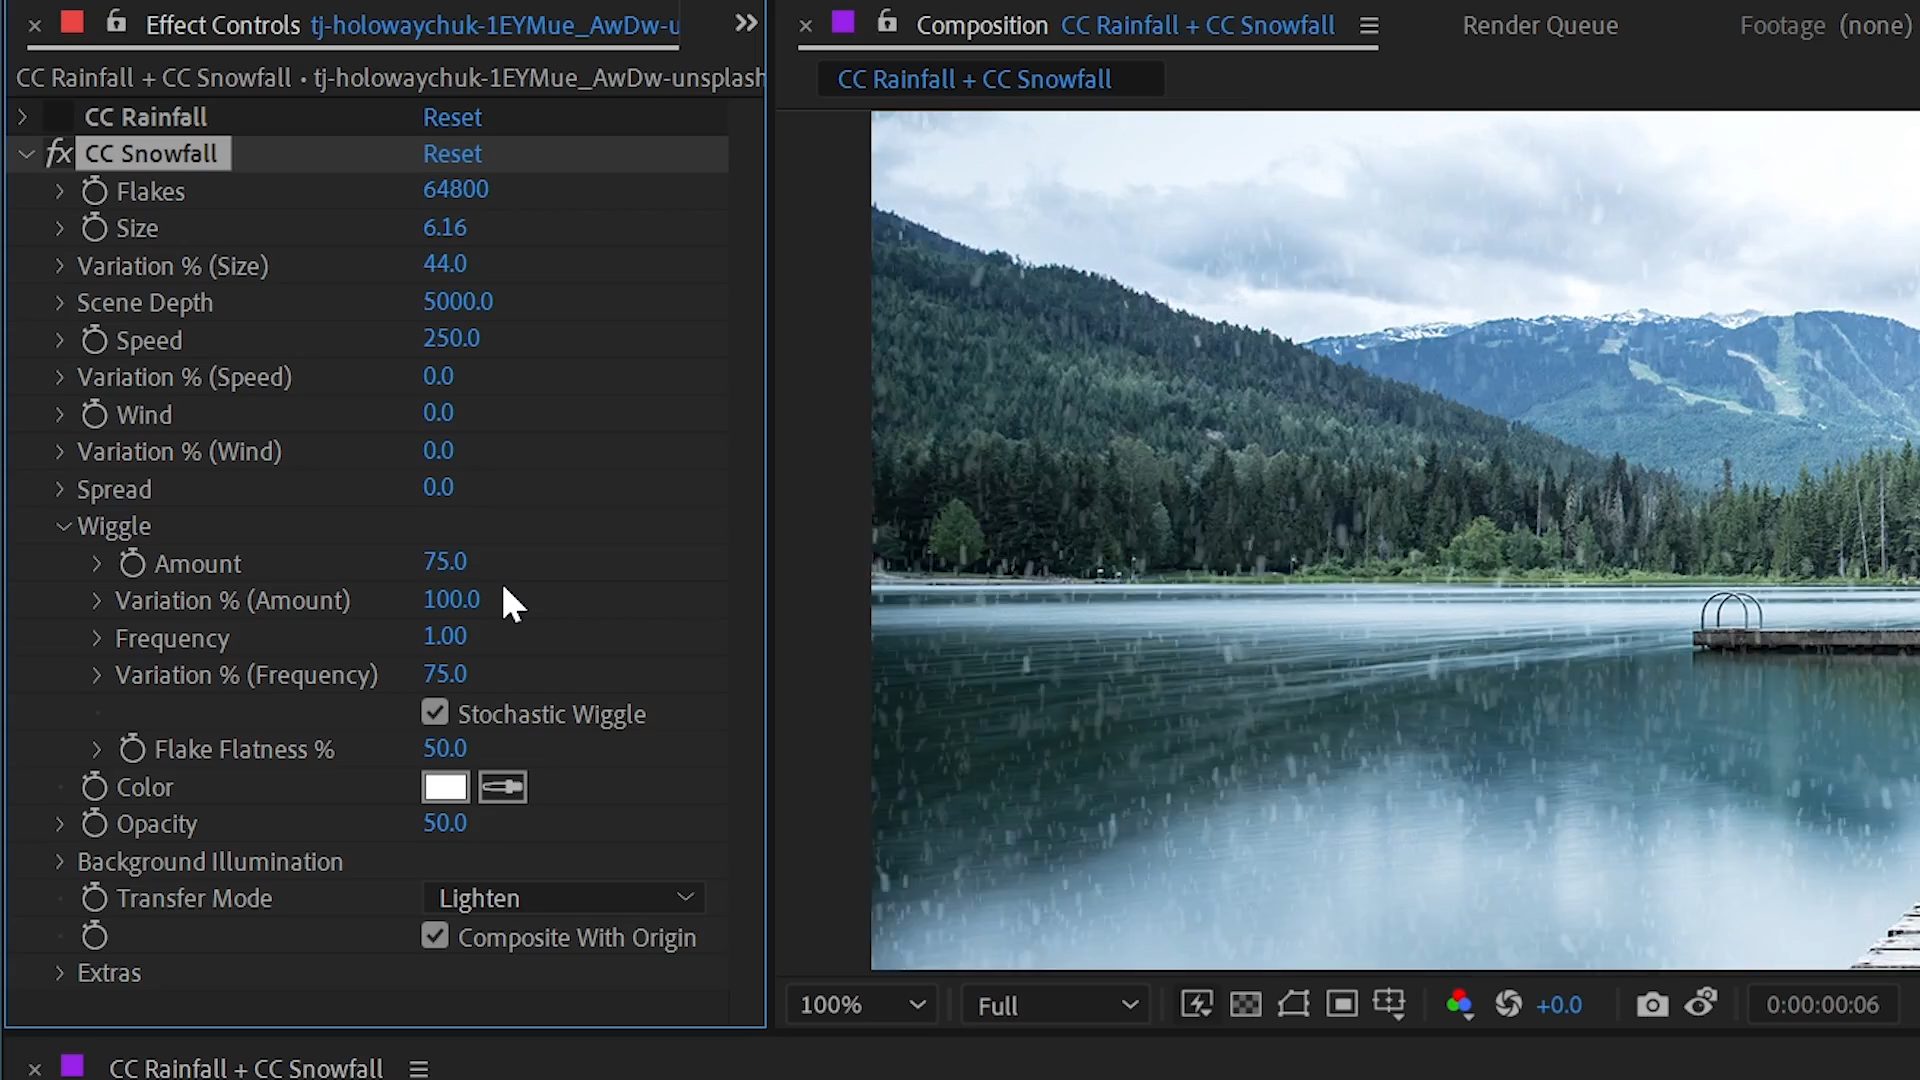 Effect Controls tj-holowaychuk-1EYMue_AwDw-u
CC Rainfall + CC Snowfall • tj-holowaychuk-1EYMue_AwDw-unsplash
CC Rainfall Reset
fx CC Snowfall Reset
Flakes 64800
Size 6.16
Variation % (Size) 44.0
Scene Depth 5000.0
Speed 250.0
Variation % (Speed) 0.0
Wind 0.0
Variation % (Wind) 0.0
Spread 0.0
Wiggle
Amount 75.0
Variation % (Amount) 100.0
Frequency 1.00
Variation % (Frequency) 75.0
Stochastic Wiggle
Flake Flatness % 50.0
Color
Opacity 50.0
Background Illumination
Transfer Mode Lighten
Composite With Origin
Extras
Composition CC Rainfall + CC Snowfall
Render Queue
Footage (none)
CC Rainfall + CC Snowfall
100%
Full
+0.0
0:00:00:06
CC Rainfall + CC Snowfall